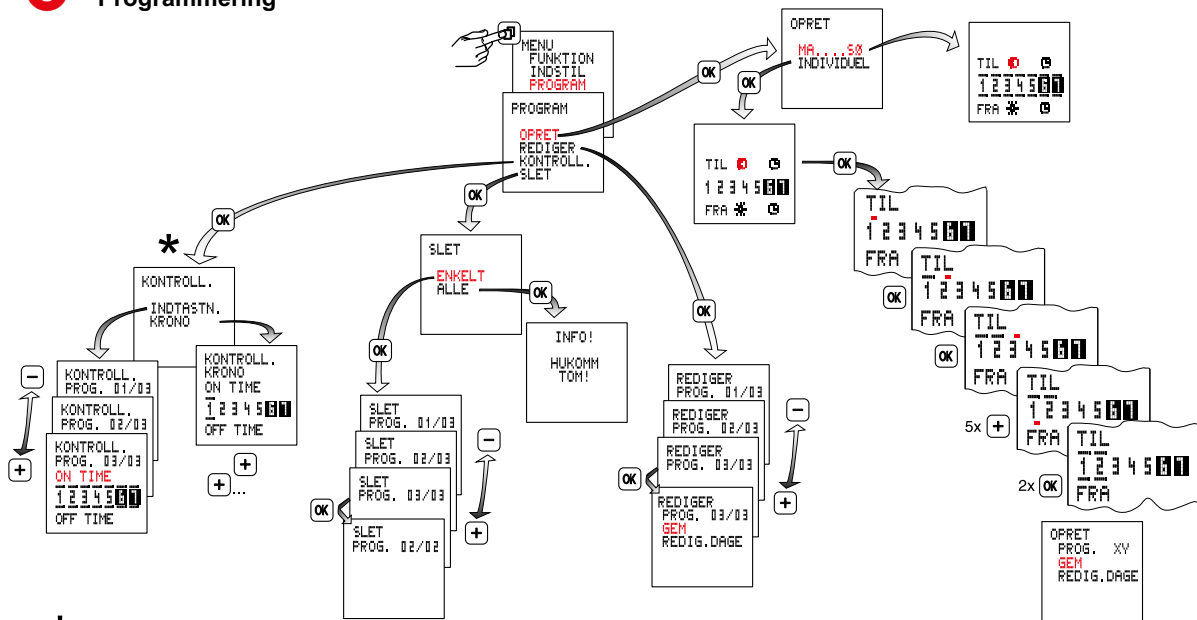 Programmering
MENU
FUNKTION
INDSTIL
PROGRAM
PROGRAM
OPRET
REDIGER
KONTROLL.
SLET
OK
OPRET
MA....SØ
INDIVIDUEL
OK
TIL
1 2 3 4 5 6 7
FRA
TIL
1 2 3 4 5 6 7
FRA
OK
TIL
1 2 3 4 5 6 7
FRA
OK
TIL
1 2 3 4 5 6 7
FRA
OK
TIL
1 2 3 4 5 6 7
FRA
5x +
TIL
1 2 3 4 5 6 7
FRA
2x OK
TIL
1 2 3 4 5 6 7
FRA
OPRET
PROG. XY
GEM
REDIG.DAGE
OK
*
KONTROLL.
INDTASTN.
KRONO
−
+
KONTROLL.
PROG. 01/03
KONTROLL.
PROG. 02/03
KONTROLL.
PROG. 03/03
ON TIME
1 2 3 4 5 6 7
OFF TIME
KONTROLL.
KRONO
ON TIME
1 2 3 4 5 6 7
OFF TIME
+
+...
OK
SLET
ENKELT
ALLE
OK
INFO!
HUKOMM
TOM!
OK
SLET
PROG. 01/03
SLET
PROG. 02/03
SLET
PROG. 03/03
OK
SLET
PROG. 02/02
−
+
OK
REDIGER
PROG. 01/03
REDIGER
PROG. 02/03
REDIGER
PROG. 03/03
OK
REDIGER
PROG. 03/03
GEM
REDIG.DAGE
−
+